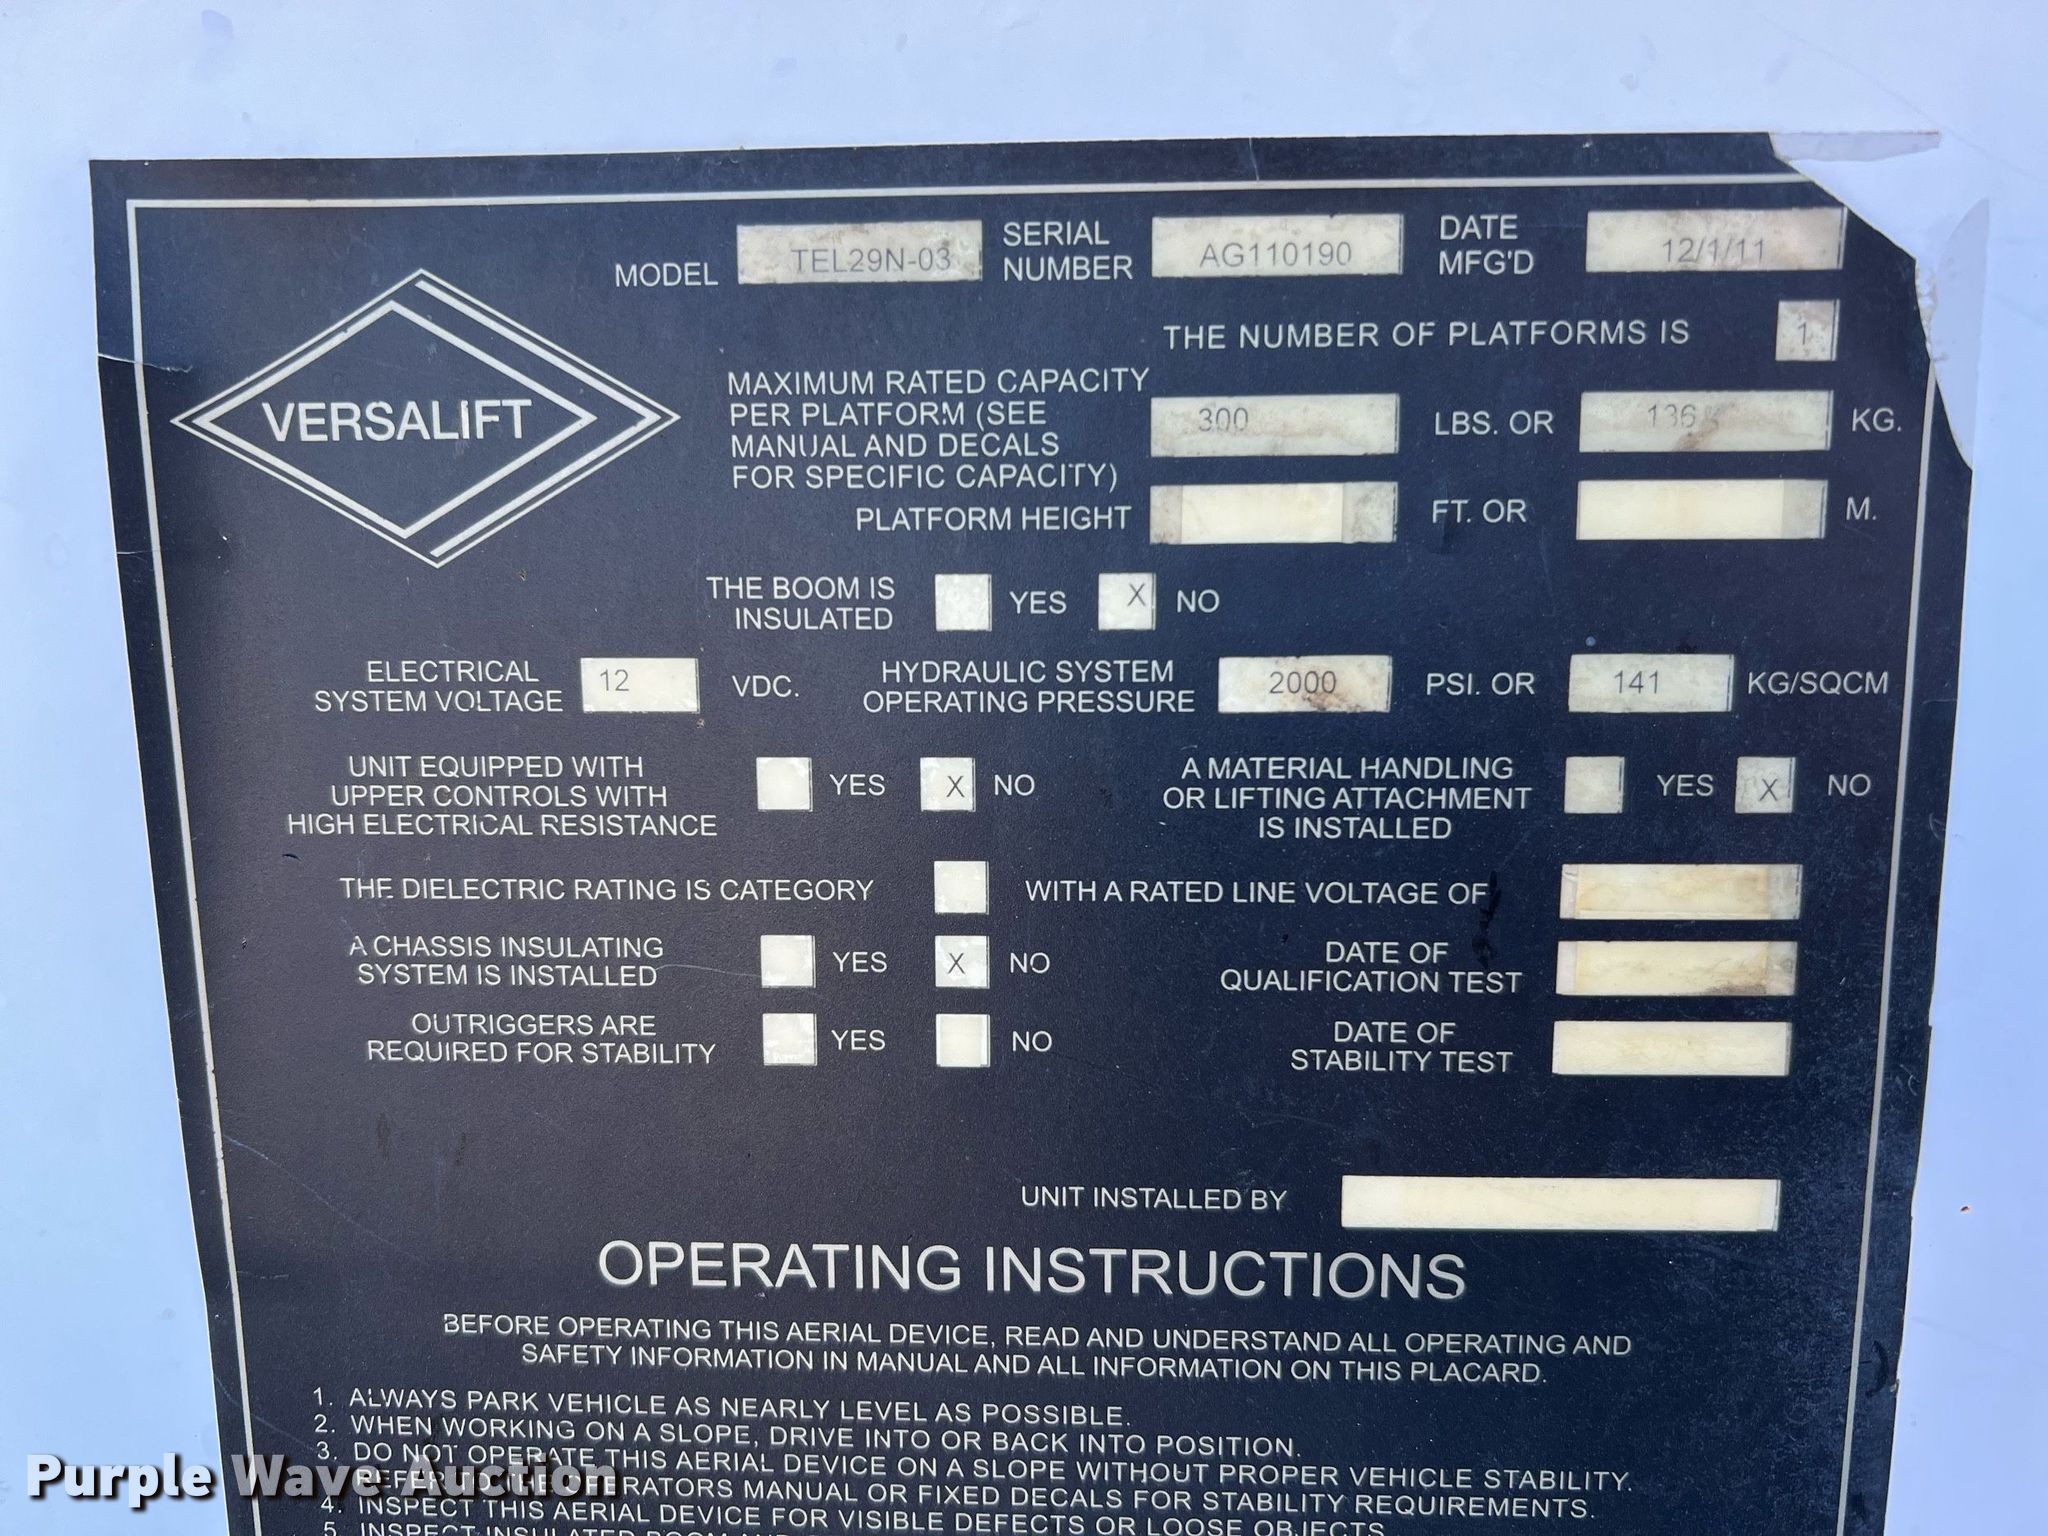 VERSALIFT
MODEL TEL29N-03 SERIAL NUMBER AG110190 DATE MFG'D 12/1/11
THE NUMBER OF PLATFORMS IS 1
MAXIMUM RATED CAPACITY
PER PLATFORM (SEE
MANUAL AND DECALS
FOR SPECIFIC CAPACITY) 300 LBS. OR 136 KG.
PLATFORM HEIGHT FT. OR M.
THE BOOM IS
INSULATED YES X NO
ELECTRICAL
SYSTEM VOLTAGE 12 VDC.
HYDRAULIC SYSTEM
OPERATING PRESSURE 2000 PSI. OR 141 KG/SQCM
UNIT EQUIPPED WITH
UPPER CONTROLS WITH
HIGH ELECTRICAL RESISTANCE YES X NO
A MATERIAL HANDLING
OR LIFTING ATTACHMENT
IS INSTALLED YES X NO
THE DIELECTRIC RATING IS CATEGORY WITH A RATED LINE VOLTAGE OF
A CHASSIS INSULATING
SYSTEM IS INSTALLED YES X NO
DATE OF
QUALIFICATION TEST
OUTRIGGERS ARE
REQUIRED FOR STABILITY YES NO
DATE OF
STABILITY TEST
UNIT INSTALLED BY
OPERATING INSTRUCTIONS
BEFORE OPERATING THIS AERIAL DEVICE, READ AND UNDERSTAND ALL OPERATING AND
SAFETY INFORMATION IN MANUAL AND ALL INFORMATION ON THIS PLACARD.
1. ALWAYS PARK VEHICLE AS NEARLY LEVEL AS POSSIBLE.
2. WHEN WORKING ON A SLOPE, DRIVE INTO OR BACK INTO POSITION.
3. DO NOT OPERATE THIS AERIAL DEVICE ON A SLOPE WITHOUT PROPER VEHICLE STABILITY.
REFER TO THE OPERATORS MANUAL OR FIXED DECALS FOR STABILITY REQUIREMENTS.
4. INSPECT THIS AERIAL DEVICE FOR VISIBLE DEFECTS OR LOOSE OBJECTS.
5. INSPECT INSULATED BOOM AND
Purple Wave Auction